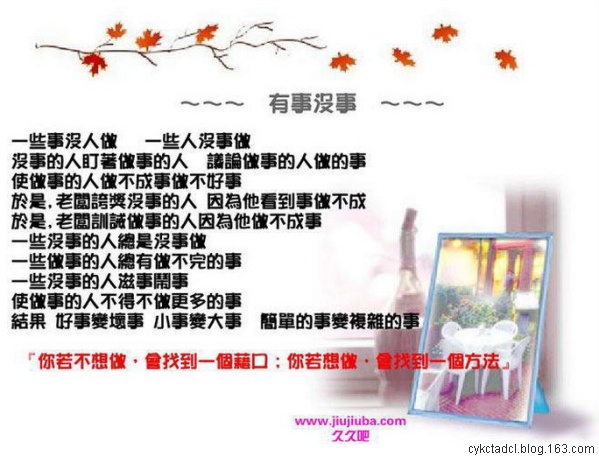 ～～～ 有事沒事 ～～～
一些事沒人做 一些人沒事做
沒事的人盯著做事的人 議論做事的人做的事
使做事的人做不成事做不好事
於是,老闆誇獎沒事的人 因為他看到事做不成
於是,老闆訓誡做事的人因為他做不成事
一些沒事的人總是沒事做
一些做事的人總有做不完的事
一些沒事的人滋事鬧事
使做事的人不得不做更多的事
結果 好事變壞事 小事變大事 簡單的事變複雜的事
『你若不想做，會找到一個藉口；你若想做，會找到一個方法』
www.jiujiuba.com
久久吧
cykctadcl.blog.163.com